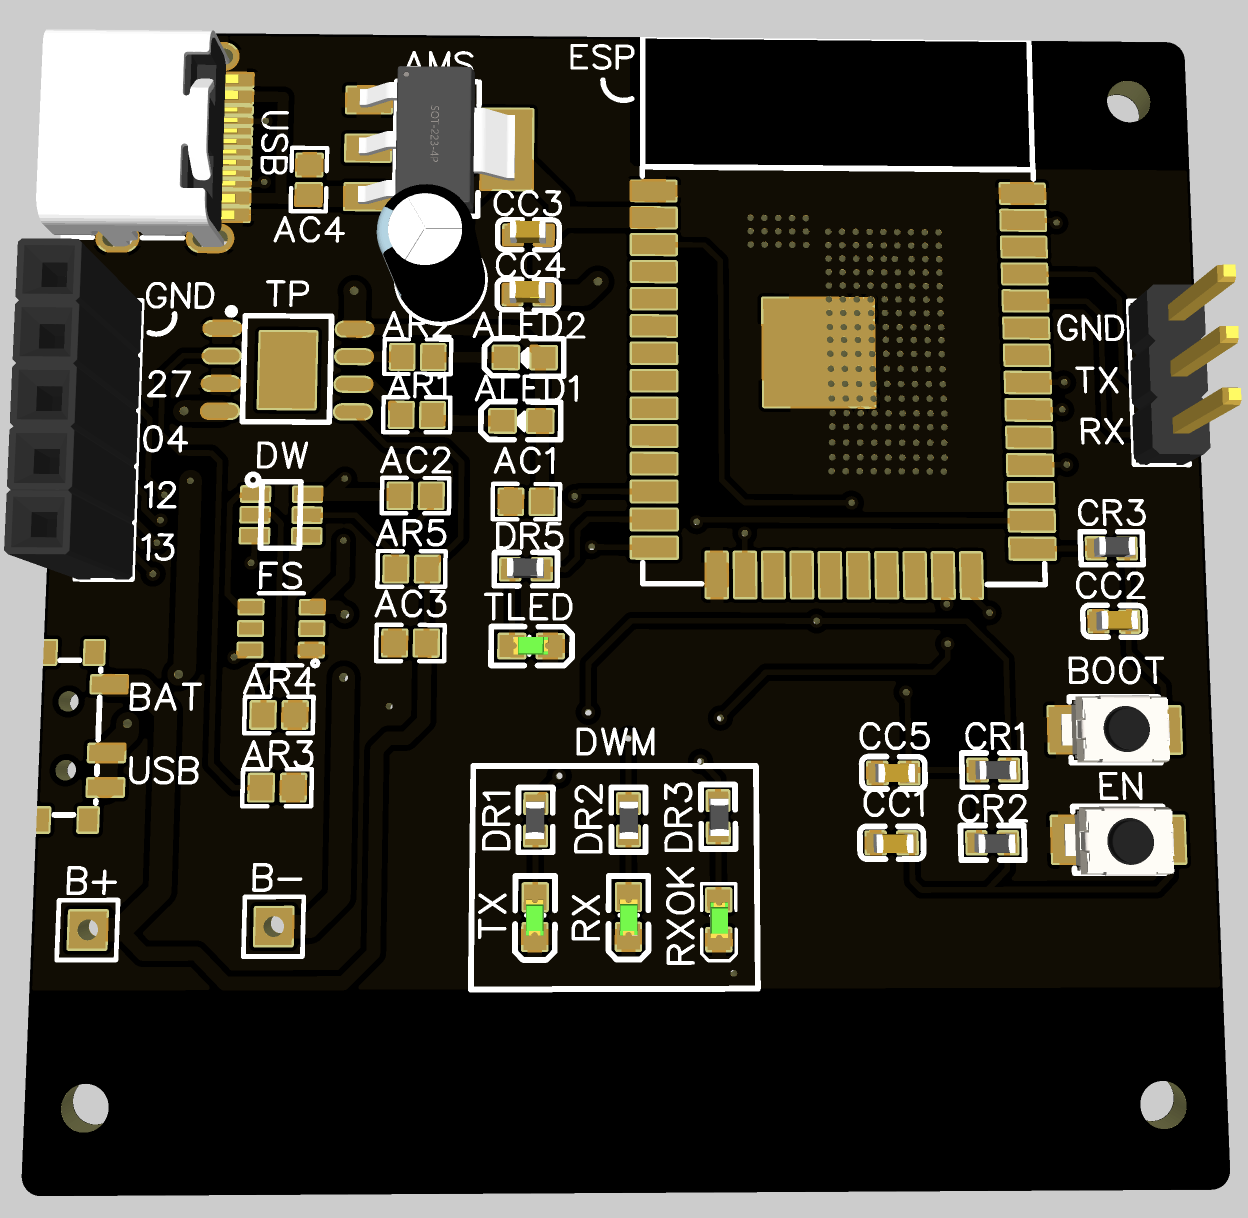 AMS
ESP
USB
SOT-223-4P
AC4
CC3
CC4
GND
TP
AR2
ALED2
GND
27
AR1
ALED1
TX
04
RX
DW
AC2
AC1
12
CR3
13
AR5
DR5
FS
CC2
AC3
TLED
BOOT
AR4
BAT
DWM
CC5
CR1
AR3
USB
EN
DR1
DR2
DR3
CC1
CR2
B+
B-
TX
RX
RXOK